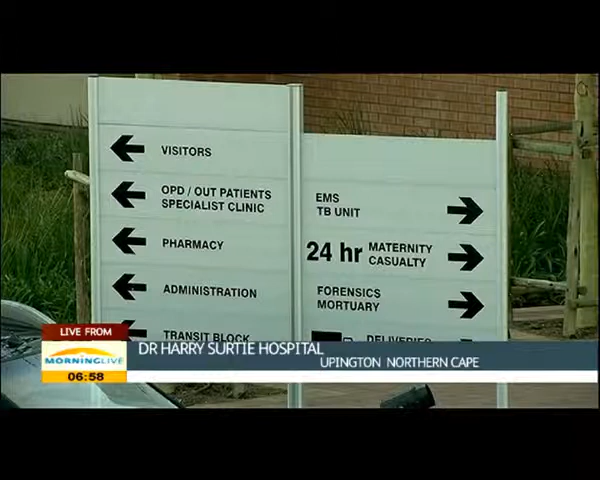 VISITORS
OPD / OUT PATIENTS
SPECIALIST CLINIC
PHARMACY
ADMINISTRATION
TRANSIT BLOCK
EMS
TB UNIT
24 hr MATERNITY
CASUALTY
FORENSICS
MORTUARY
DELIVERIES
LIVE FROM
MORNINGLIVE
06:58
DR HARRY SURTIE HOSPITAL
UPINGTON NORTHERN CAPE